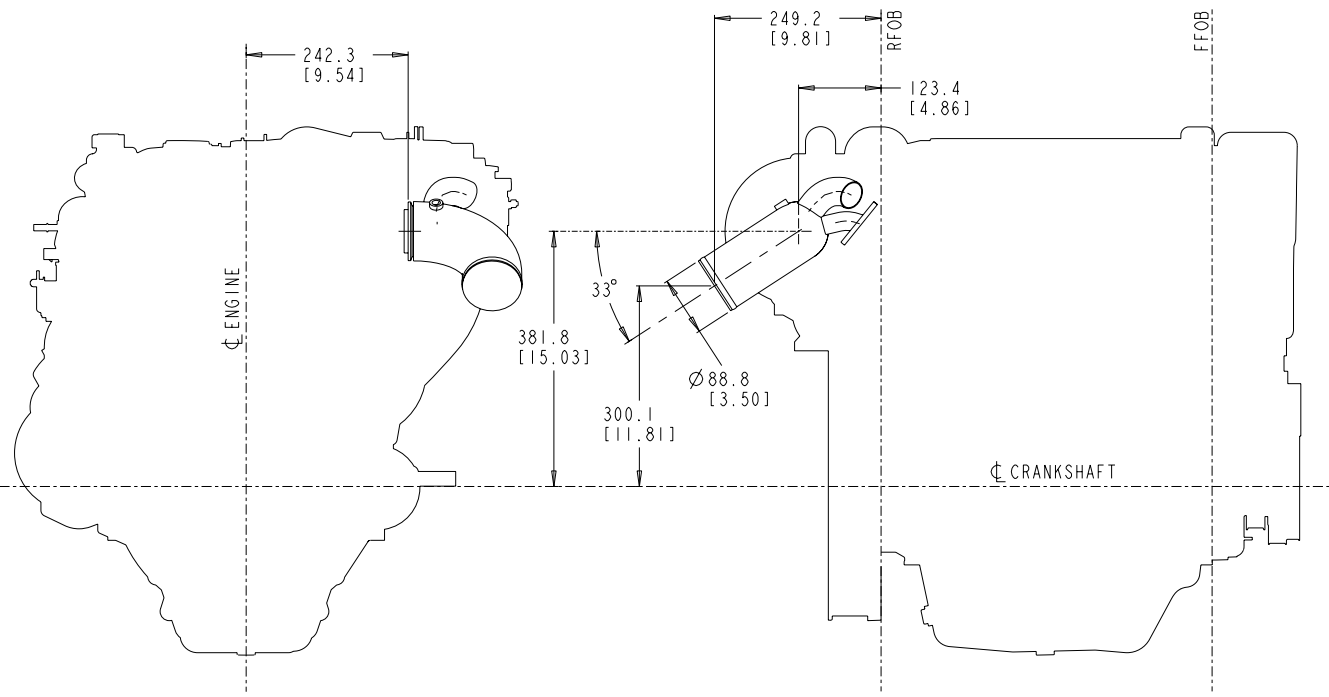 249.2
[9.81]
RFOB
FFOB
242.3
[9.54]
123.4
[4.86]
33°
℄ ENGINE
381.8
[15.03]
Ø88.8
[3.50]
300.1
[11.81]
℄ CRANKSHAFT